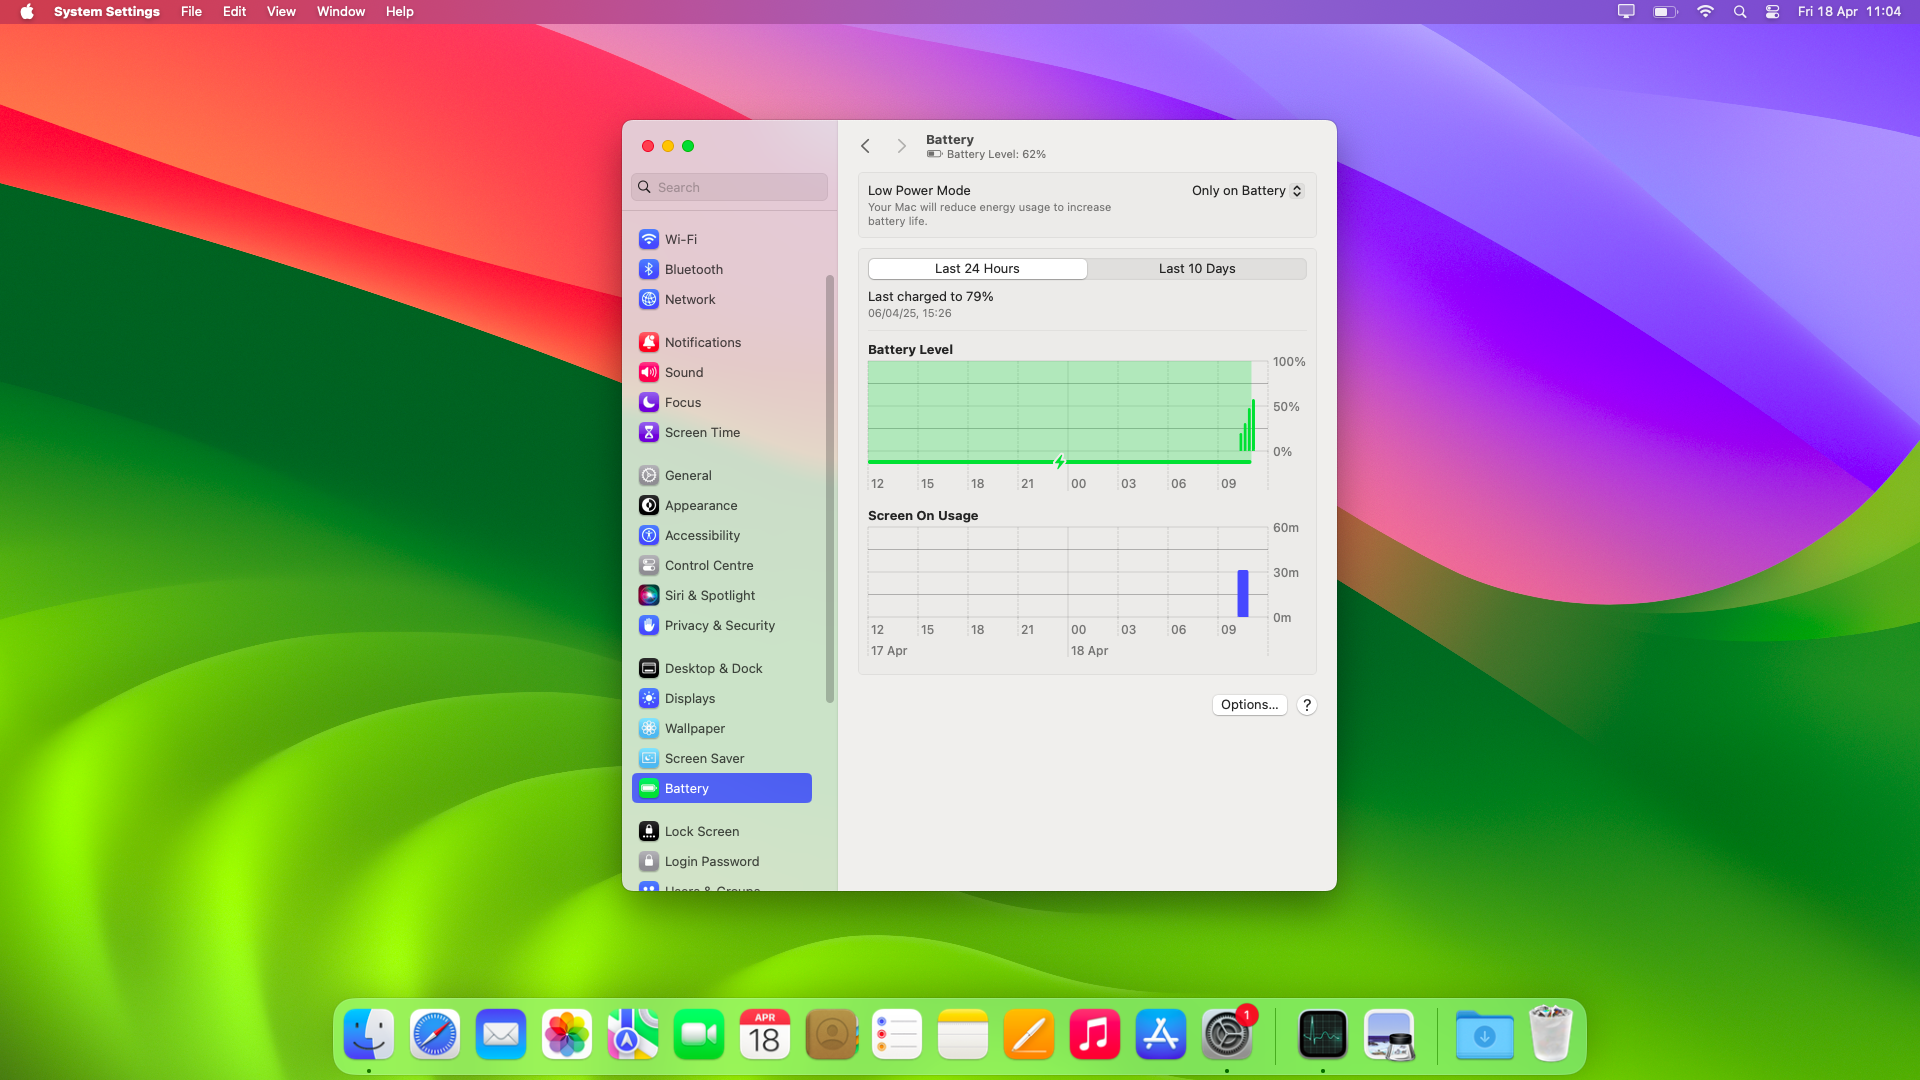 System Settings File Edit View Window Help Fri 18 Apr 11:04
Battery
Battery Level: 62%
Search
Wi-Fi
Bluetooth
Network
Notifications
Sound
Focus
Screen Time
General
Appearance
Accessibility
Control Centre
Siri & Spotlight
Privacy & Security
Desktop & Dock
Displays
Wallpaper
Screen Saver
Battery
Lock Screen
Login Password
Users & Groups
Low Power Mode Only on Battery
Your Mac will reduce energy usage to increase
battery life.
Last 24 Hours Last 10 Days
Last charged to 79%
06/04/25, 15:26
Battery Level
100%
50%
0%
12 15 18 21 00 03 06 09
Screen On Usage
60m
30m
0m
12 15 18 21 00 03 06 09
17 Apr 18 Apr
Options... ?
APR
18
1